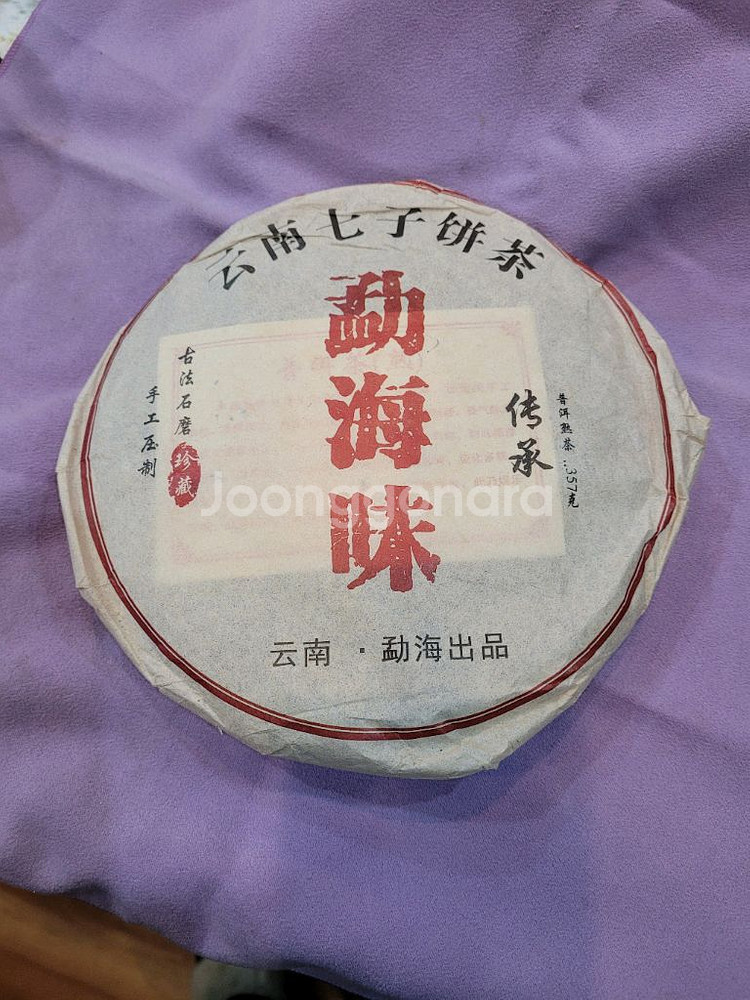 云南七子饼茶
勐海味
古法石磨
手工压制
珍藏
传承
普洱熟茶...357克
云南·勐海出品
Joonggonara